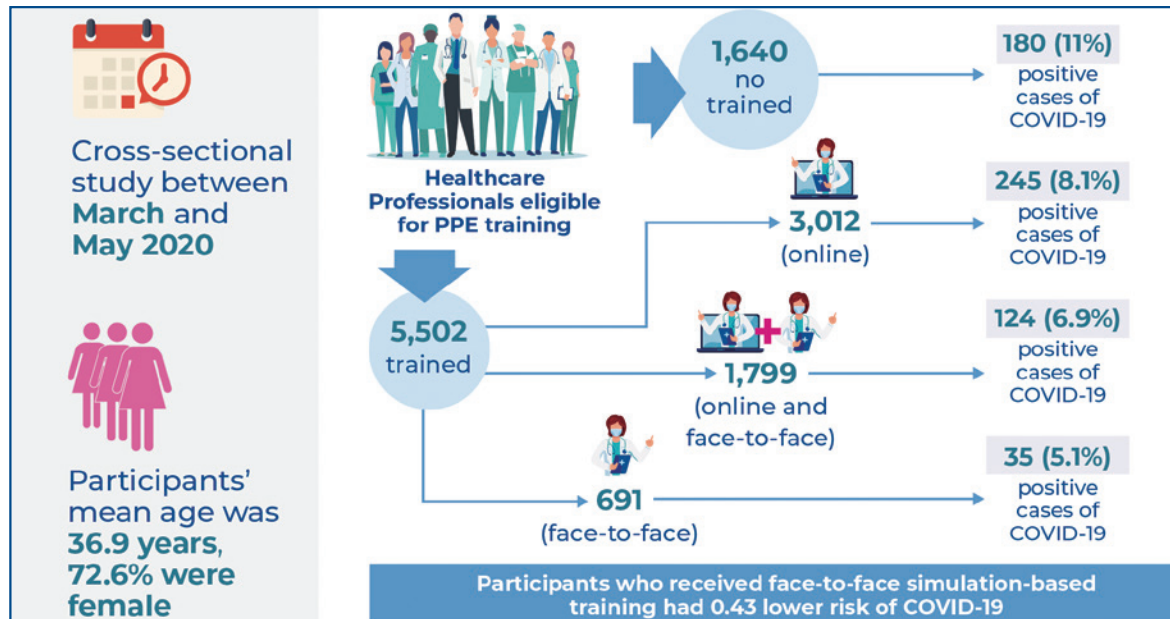 Cross-sectional
study between
March and
May 2020
Participants'
mean age was
36.9 years,
72.6% were
female
Healthcare
Professionals eligible
for PPE training
1,640
no
trained
180 (11%)
positive
cases of
COVID-19
5,502
trained
3,012
(online)
245 (8.1%)
positive
cases of
COVID-19
1,799
(online and
face-to-face)
124 (6.9%)
positive
cases of
COVID-19
691
(face-to-face)
35 (5.1%)
positive
cases of
COVID-19
Participants who received face-to-face simulation-based
training had 0.43 lower risk of COVID-19